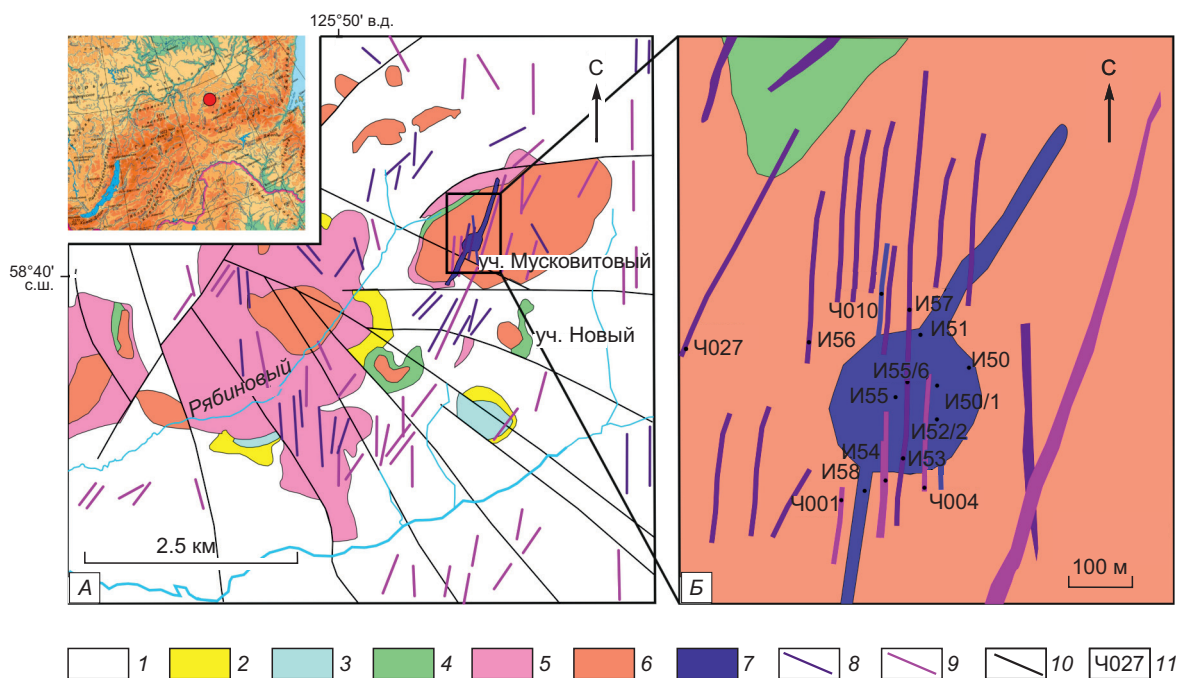 125°50' в.д.
58°40'
с.ш.
С
уч. Мусковитовый
уч. Новый
Рябиновый
2.5 км
А
С
Ч010
И57
И51
И56
Ч027
И50
И55/6
И55
И50/1
И52/2
И54
И53
И58
Ч001
Ч004
100 м
Б
1 2 3 4 5 6 7 8 9 10 Ч027 11